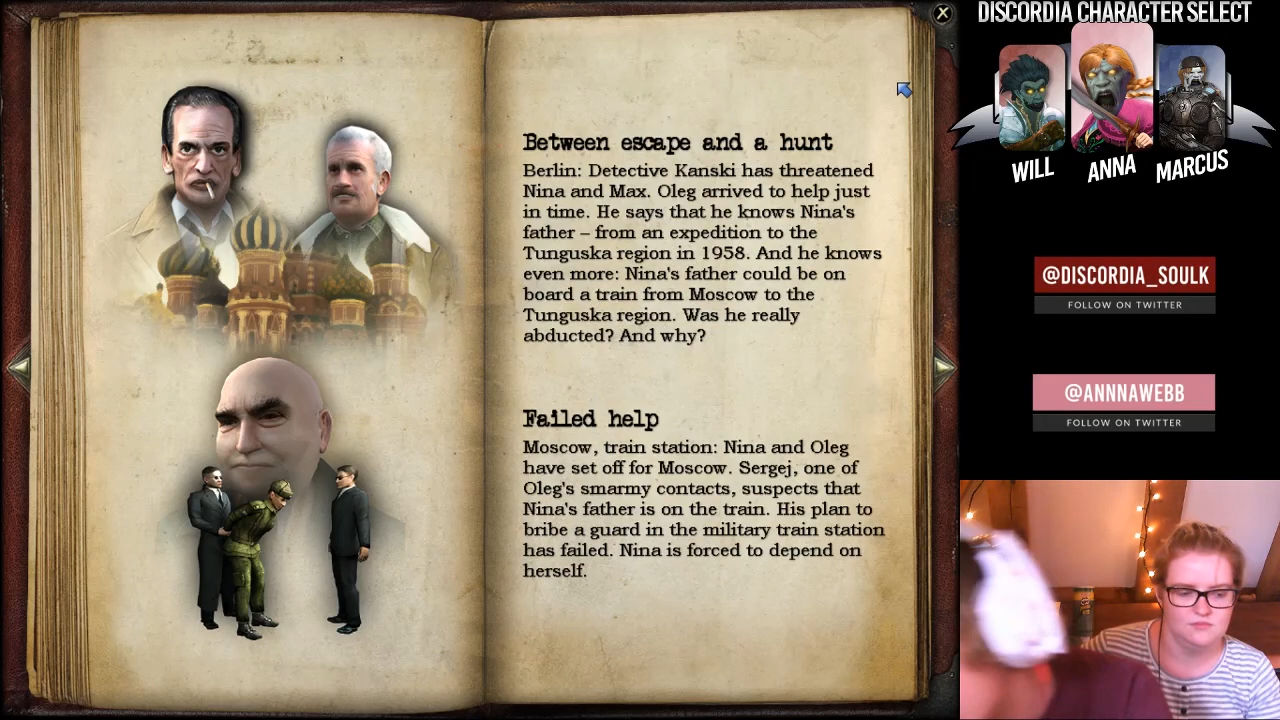 Between escape and a hunt
Berlin: Detective Kanski has threatened
Nina and Max. Oleg arrived to help just
in time. He says that he knows Nina's
father – from an expedition to the
Tunguska region in 1958. And he knows
even more: Nina's father could be on
board a train from Moscow to the
Tunguska region. Was he really
abducted? And why?
Failed help
Moscow, train station: Nina and Oleg
have set off for Moscow. Sergej, one of
Oleg's smarmy contacts, suspects that
Nina's father is on the train. His plan to
bribe a guard in the military train station
has failed. Nina is forced to depend on
herself.
DISCORDIA CHARACTER SELECT
WILL
ANNA
MARCUS
@DISCORDIA_SOULK
FOLLOW ON TWITTER
@ANNNAWEBB
FOLLOW ON TWITTER